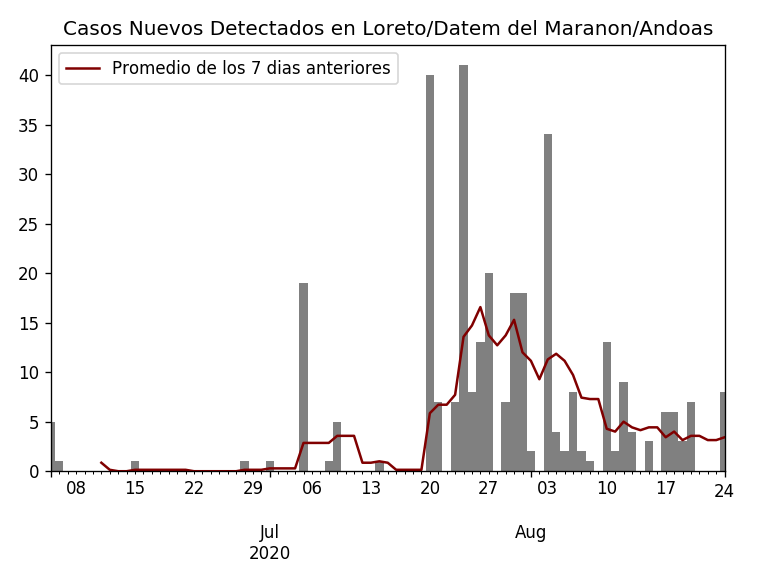 Casos Nuevos Detectados en Loreto/Datem del Maranon/Andoas
Promedio de los 7 dias anteriores
40
35
30
25
20
15
10
5
0
08 15 22 29 06 13 20 27 03 10 17 24
Jul Aug
2020